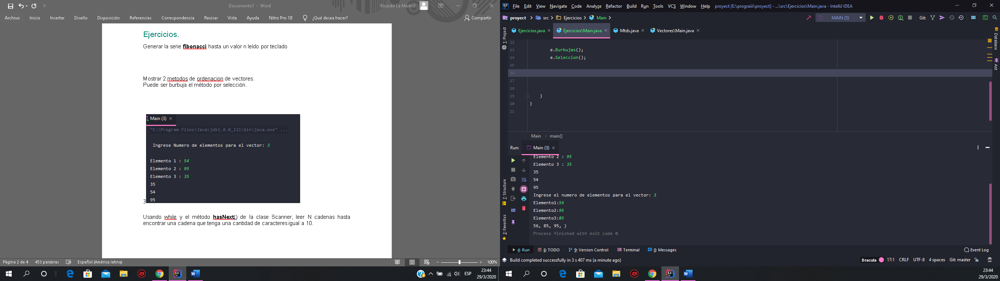 Documento1 - Word
Ricardo La Madrid
Archivo Inicio Insertar Diseño Disposición Referencias Correspondencia Revisar Vista Ayuda Nitro Pro 10 ¿Qué desea hacer? Compartir
Ejercicios.
Generar la serie fibonacci hasta un valor n leído por teclado
Mostrar 2 metodos de ordenacion de vectores.
Puede ser burbuja el método por selección.
Main (3) ×
"C:\Program Files\Java\jdk1.8.0_111\bin\java.exe" ...
Ingrese Numero de elementos para el vector: 3
Elemento 1 : 54
Elemento 2 : 95
Elemento 3 : 35
35
54
95
3
Usando while y el método hasNext() de la clase Scanner, leer N cadenas hasta
encontrar una cadena que tenga una cantidad de caracteres igual a 10.
Página 2 de 4 453 palabras Español (América latina) 100%
ESP 23:44
29/3/2020
File Edit View Navigate Code Analyze Refactor Build Run Tools VCS Window Help proyect [E:\prograiii\proyect] - ...\src\Ejercicios\Main.java - IntelliJ IDEA
proyect src Ejercicios Main MAIN (3) Git:
Ejercicios.java × Ejercicios\Main.java × Mtds.java × Vectores\Main.java ×
1: Project
Database
Ant
12
13 e.Burbujas();
14 e.Seleccion();
15
16
17
18
19 }
20 }
21
Main main()
Run: Main (3) ×
7: Structure
2: Favorites
Elemento 2 : 95
Elemento 3 : 35
35
54
95
Ingrese el numero de elementos para el vector: 3
Elemento1:56
Elemento2:95
Elemento3:85
56, 85, 95, }
Process finished with exit code 0
4: Run 6: TODO 9: Version Control Terminal 0: Messages Event Log
Build completed successfully in 3 s 407 ms (a minute ago) Dracula 17:1 CRLF UTF-8 4 spaces Git: master
23:44
29/3/2020